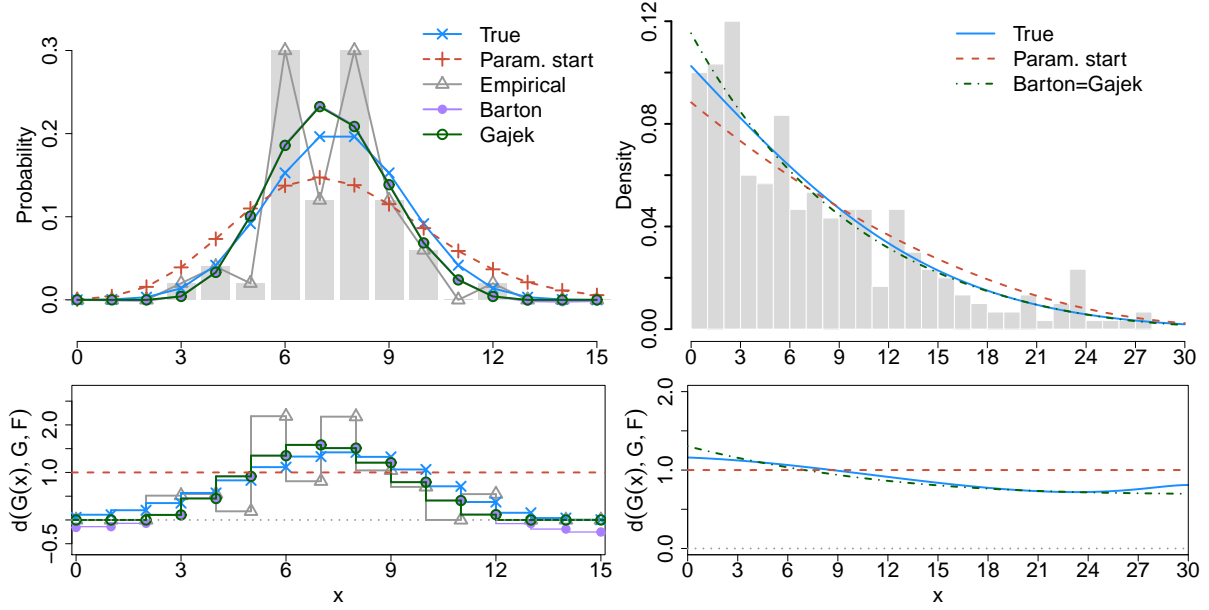 True
Param. start
Empirical
Barton
Gajek
Probability
0.3
0.2
0.1
0.0
0 3 6 9 12 15
True
Param. start
Barton=Gajek
Density
0.12
0.08
0.04
0.00
0 3 6 9 12 15 18 21 24 27 30
d(G(x), G, F)
2.0
1.0
−0.5
0 3 6 9 12 15
x
d(G(x), G, F)
2.0
1.0
0.0
0 3 6 9 12 15 18 21 24 27 30
x